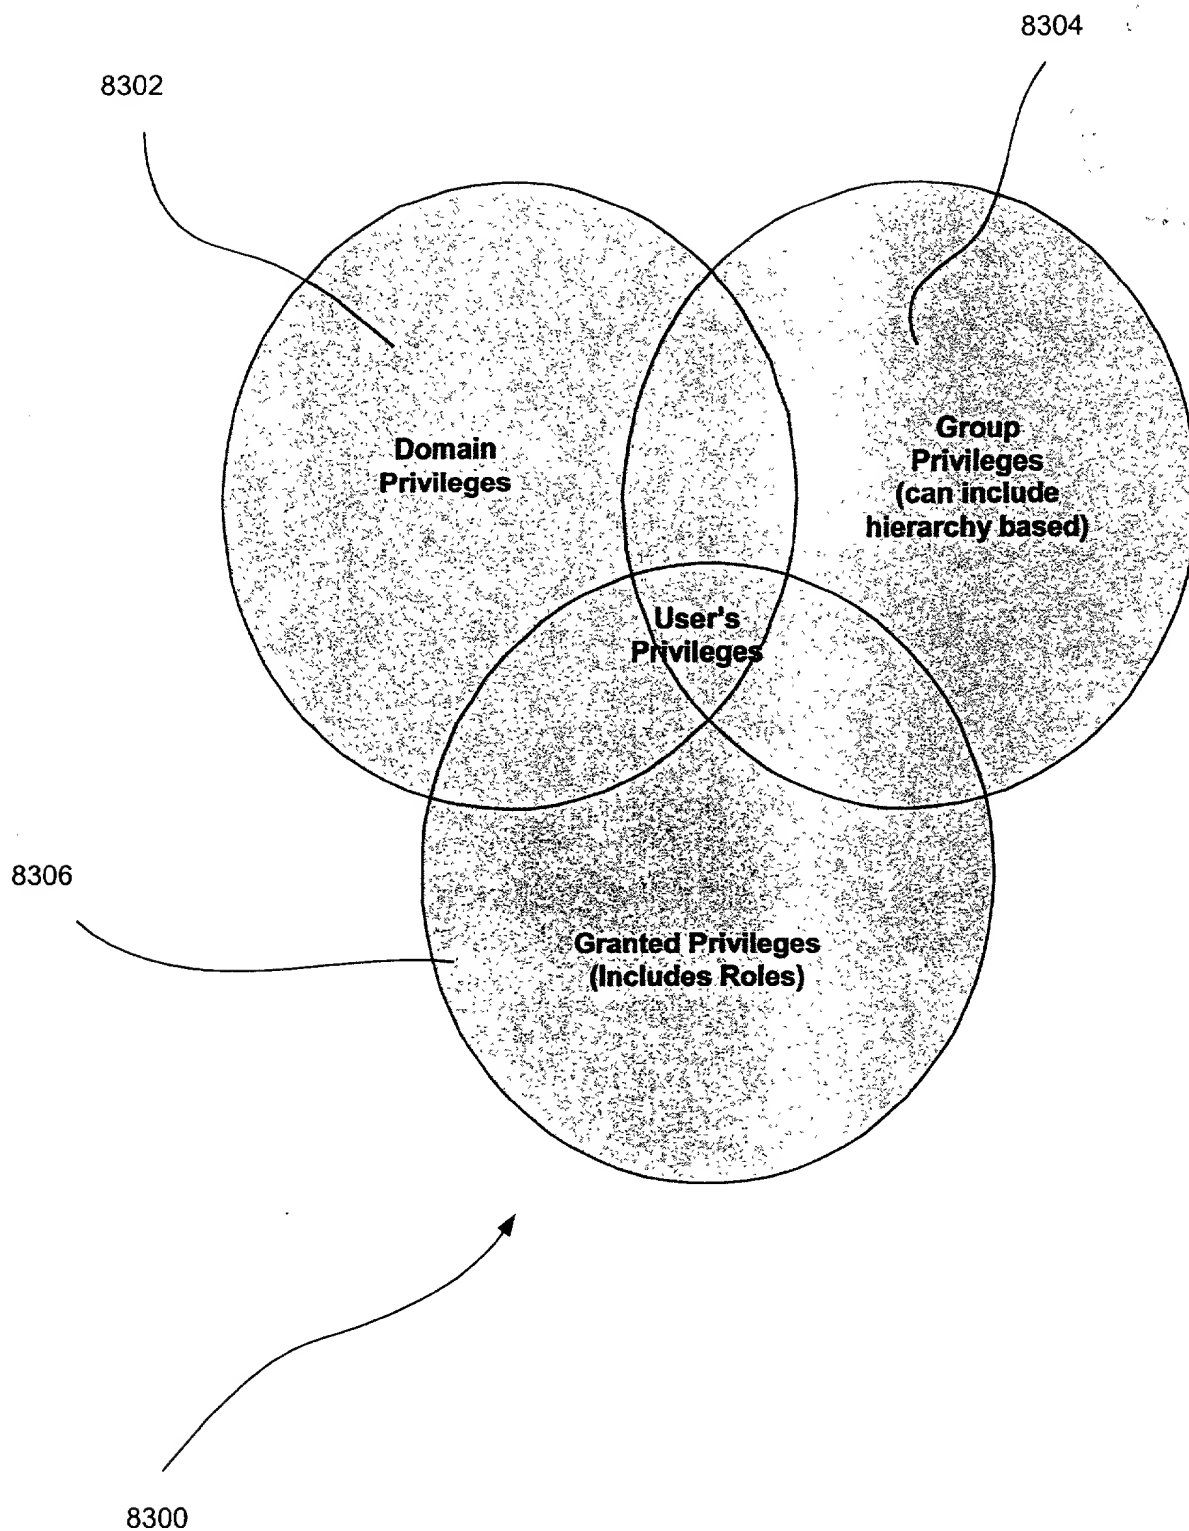 8304
8302
Domain
Privileges
Group
Privileges
(can include
hierarchy based)
User's
Privileges
8306
Granted Privileges
(Includes Roles)
8300